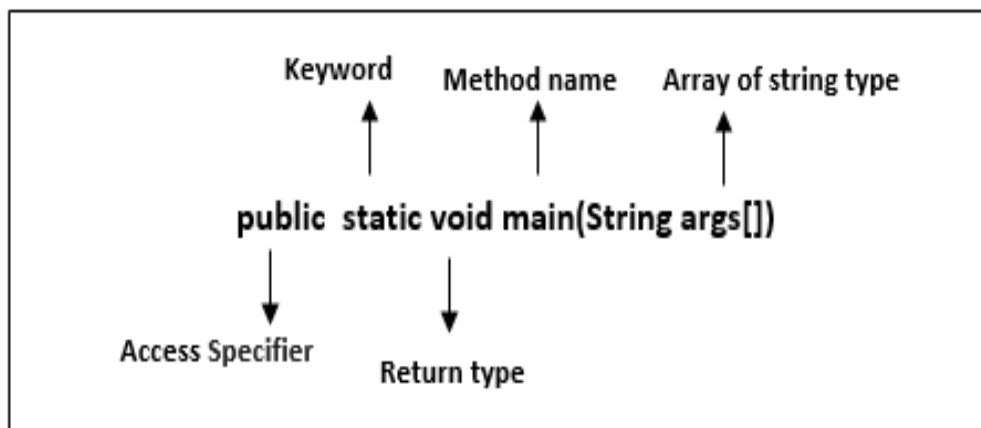 Keyword
Method name
Array of string type
public static void main(String args[])
Access Specifier
Return type